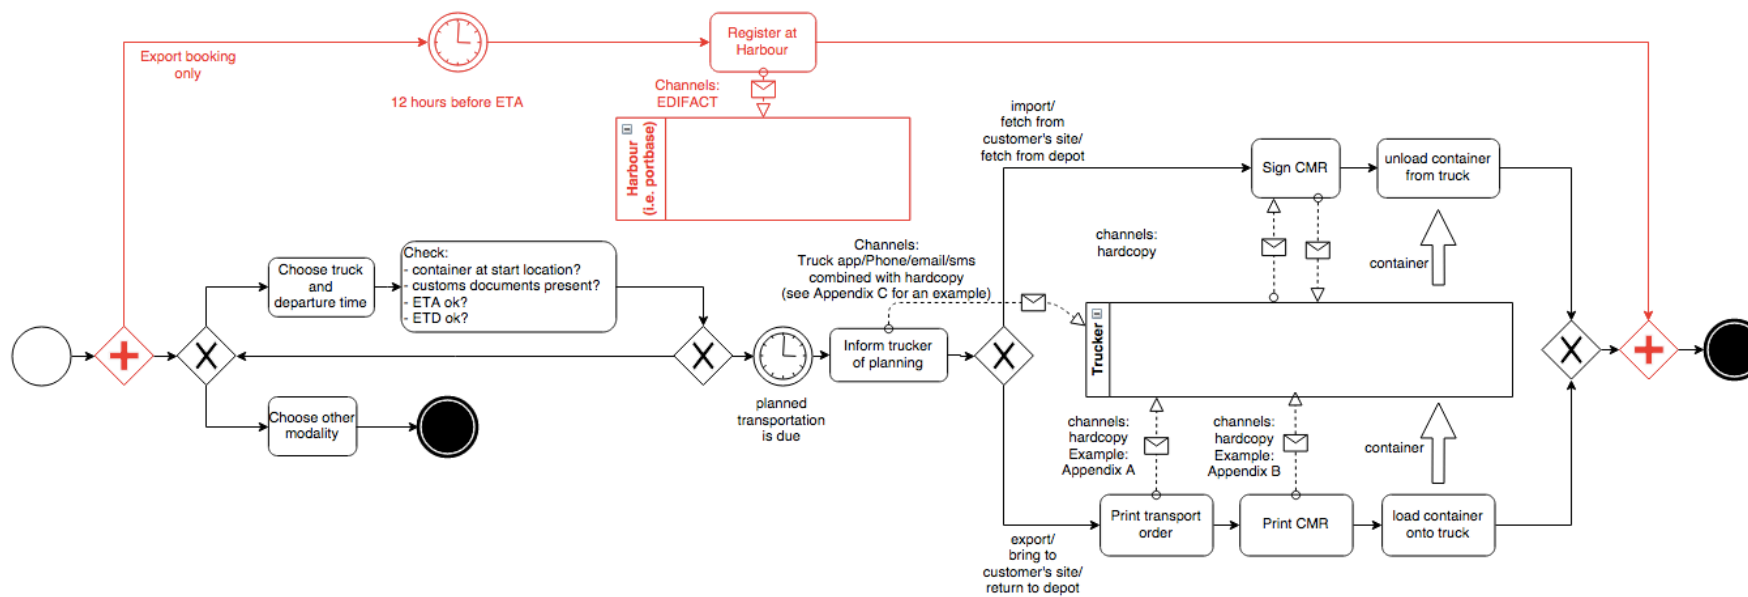 Export booking
only
12 hours before ETA
Register at
Harbour
Channels:
EDIFACT
Harbour
(i.e. portbase)
import/
fetch from
customer's site/
fetch from depot
Sign CMR
unload container
from truck
channels:
hardcopy
container
Choose truck
and
departure time
Check:
- container at start location?
- customs documents present?
- ETA ok?
- ETD ok?
Channels:
Truck app/Phone/email/sms
combined with hardcopy
(see Appendix C for an example)
Inform trucker
of planning
Trucker
planned
transportation
is due
Choose other
modality
channels:
hardcopy
Example:
Appendix A
channels:
hardcopy
Example:
Appendix B
container
Print transport
order
Print CMR
load container
onto truck
export/
bring to
customer's site/
return to depot